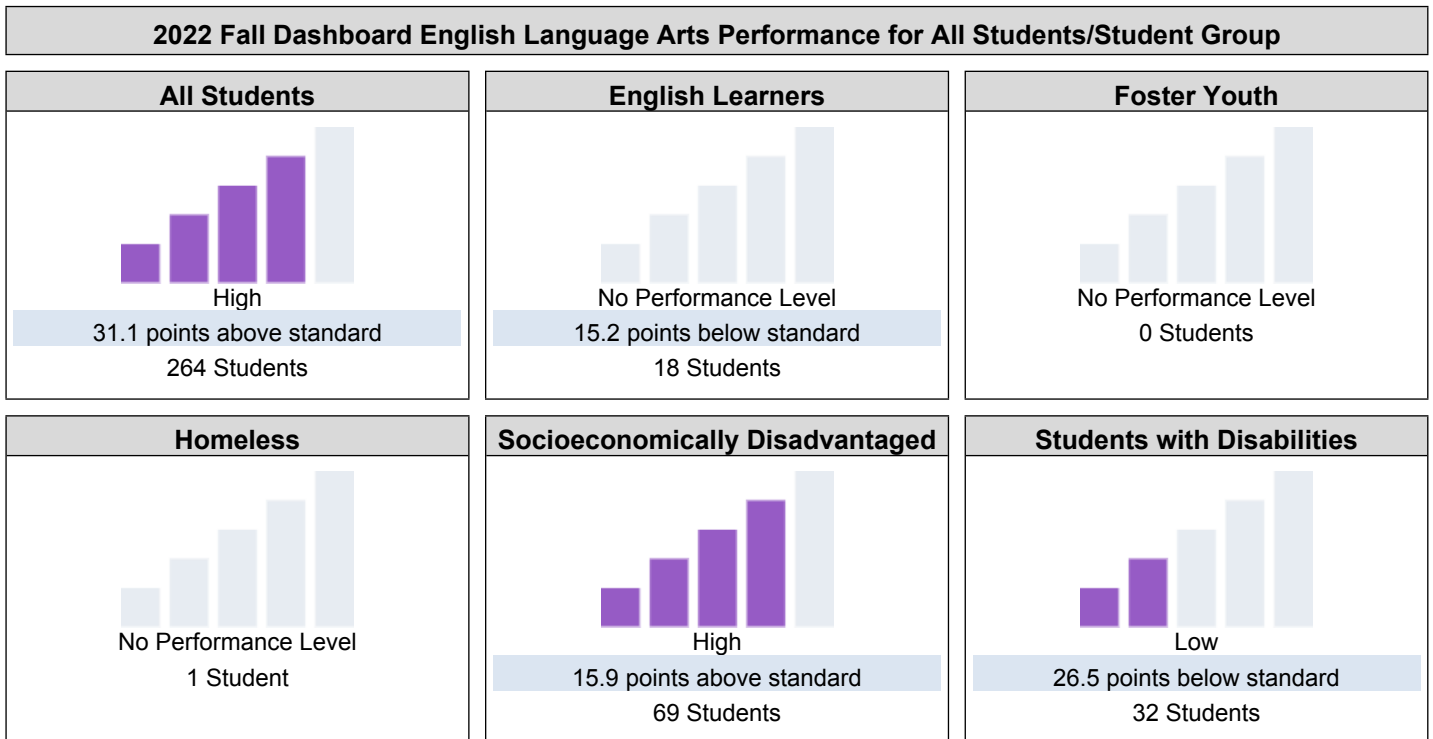 2022 Fall Dashboard English Language Arts Performance for All Students/Student Group
All Students
High
31.1 points above standard
264 Students
English Learners
No Performance Level
15.2 points below standard
18 Students
Foster Youth
No Performance Level
0 Students
Homeless
No Performance Level
1 Student
Socioeconomically Disadvantaged
High
15.9 points above standard
69 Students
Students with Disabilities
Low
26.5 points below standard
32 Students